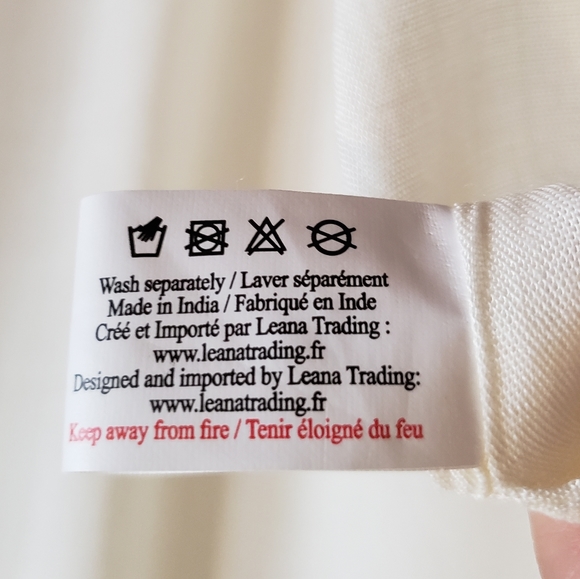 Wash separately / Laver séparément
Made in India / Fabriqué en Inde
Créé et Importé par Leana Trading :
www.leanatrading.fr
Designed and imported by Leana Trading:
www.leanatrading.fr
Keep away from fire / Tenir éloigné du feu